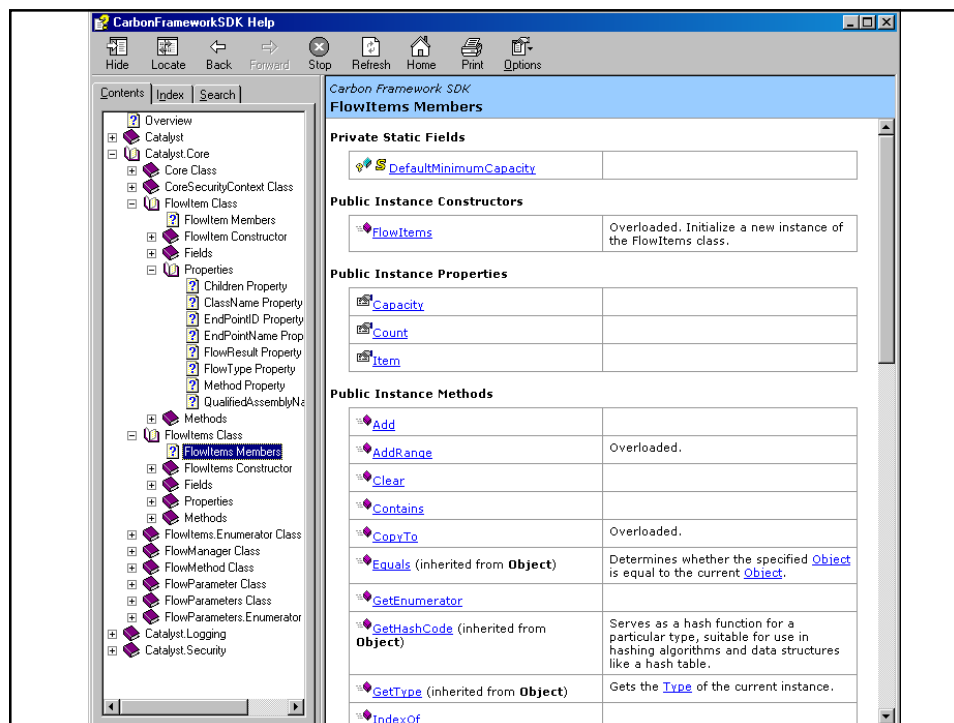 CarbonFrameworkSDK Help
Hide Locate Back Forward Stop Refresh Home Print Options
Contents Index Search
Overview
Catalyst
Catalyst.Core
Core Class
CoreSecurityContext Class
FlowItem Class
FlowItem Members
FlowItem Constructor
Fields
Properties
Children Property
ClassName Property
EndPointID Property
EndPointName Prop
FlowResult Property
FlowType Property
Method Property
QualifiedAssemblyNa
Methods
FlowItems Class
FlowItems Members
FlowItems Constructor
Fields
Properties
Methods
FlowItems.Enumerator Class
FlowManager Class
FlowMethod Class
FlowParameter Class
FlowParameters Class
FlowParameters.Enumerator
Catalyst.Logging
Catalyst.Security
Carbon Framework SDK
FlowItems Members
Private Static Fields
DefaultMinimumCapacity
Public Instance Constructors
FlowItems Overloaded. Initialize a new instance of
the FlowItems class.
Public Instance Properties
Capacity
Count
Item
Public Instance Methods
Add
AddRange Overloaded.
Clear
Contains
CopyTo Overloaded.
Equals (inherited from Object) Determines whether the specified Object
is equal to the current Object.
GetEnumerator
GetHashCode (inherited from
Object)
Serves as a hash function for a
particular type, suitable for use in
hashing algorithms and data structures
like a hash table.
GetType (inherited from Object) Gets the Type of the current instance.
IndexOf